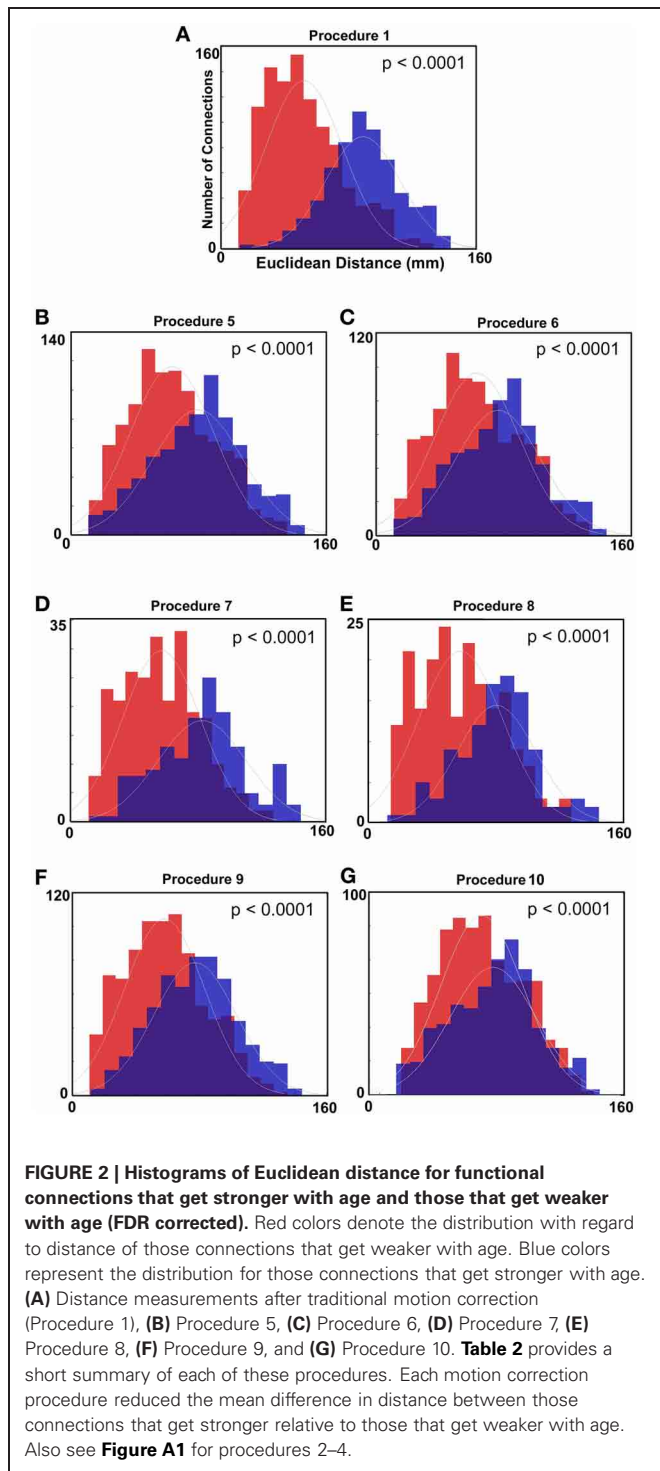 A
Procedure 1
160
p < 0.0001
Number of Connections
0
0
Euclidean Distance (mm)
160
B
Procedure 5
140
p < 0.0001
0
0
160
C
Procedure 6
120
p < 0.0001
0
0
160
D
Procedure 7
35
p < 0.0001
0
0
160
E
Procedure 8
25
p < 0.0001
0
0
160
F
Procedure 9
120
p < 0.0001
0
0
160
G
Procedure 10
100
p < 0.0001
0
0
160
FIGURE 2 | Histograms of Euclidean distance for functional
connections that get stronger with age and those that get weaker
with age (FDR corrected). Red colors denote the distribution with regard
to distance of those connections that get weaker with age. Blue colors
represent the distribution for those connections that get stronger with age.
(A) Distance measurements after traditional motion correction
(Procedure 1), (B) Procedure 5, (C) Procedure 6, (D) Procedure 7, (E)
Procedure 8, (F) Procedure 9, and (G) Procedure 10. Table 2 provides a
short summary of each of these procedures. Each motion correction
procedure reduced the mean difference in distance between those
connections that get stronger relative to those that get weaker with age.
Also see Figure A1 for procedures 2–4.